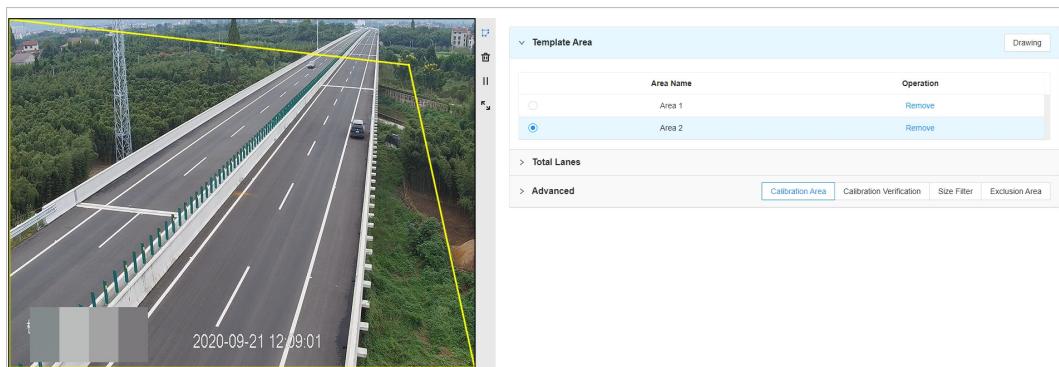 Template Area
Drawing
Area Name Operation
Area 1 Remove
Area 2 Remove
Total Lanes
Advanced
Calibration Area Calibration Verification Size Filter Exclusion Area
2020-09-21 12:09:01